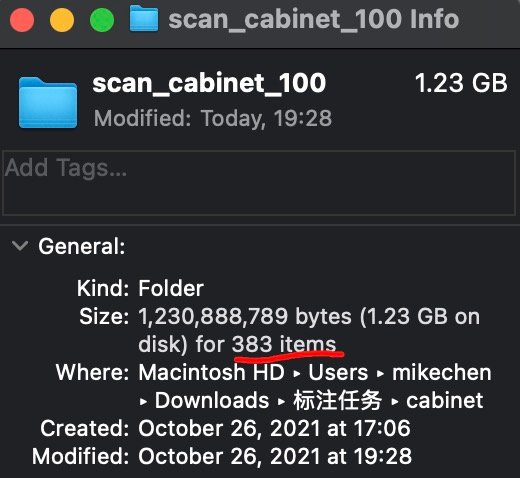 scan_cabinet_100 Info
scan_cabinet_100 1.23 GB
Modified: Today, 19:28
Add Tags...
General:
Kind: Folder
Size: 1,230,888,789 bytes (1.23 GB on
disk) for 383 items
Where: Macintosh HD ▸ Users ▸ mikechen
▸ Downloads ▸ 标注任务 ▸ cabinet
Created: October 26, 2021 at 17:06
Modified: October 26, 2021 at 19:28